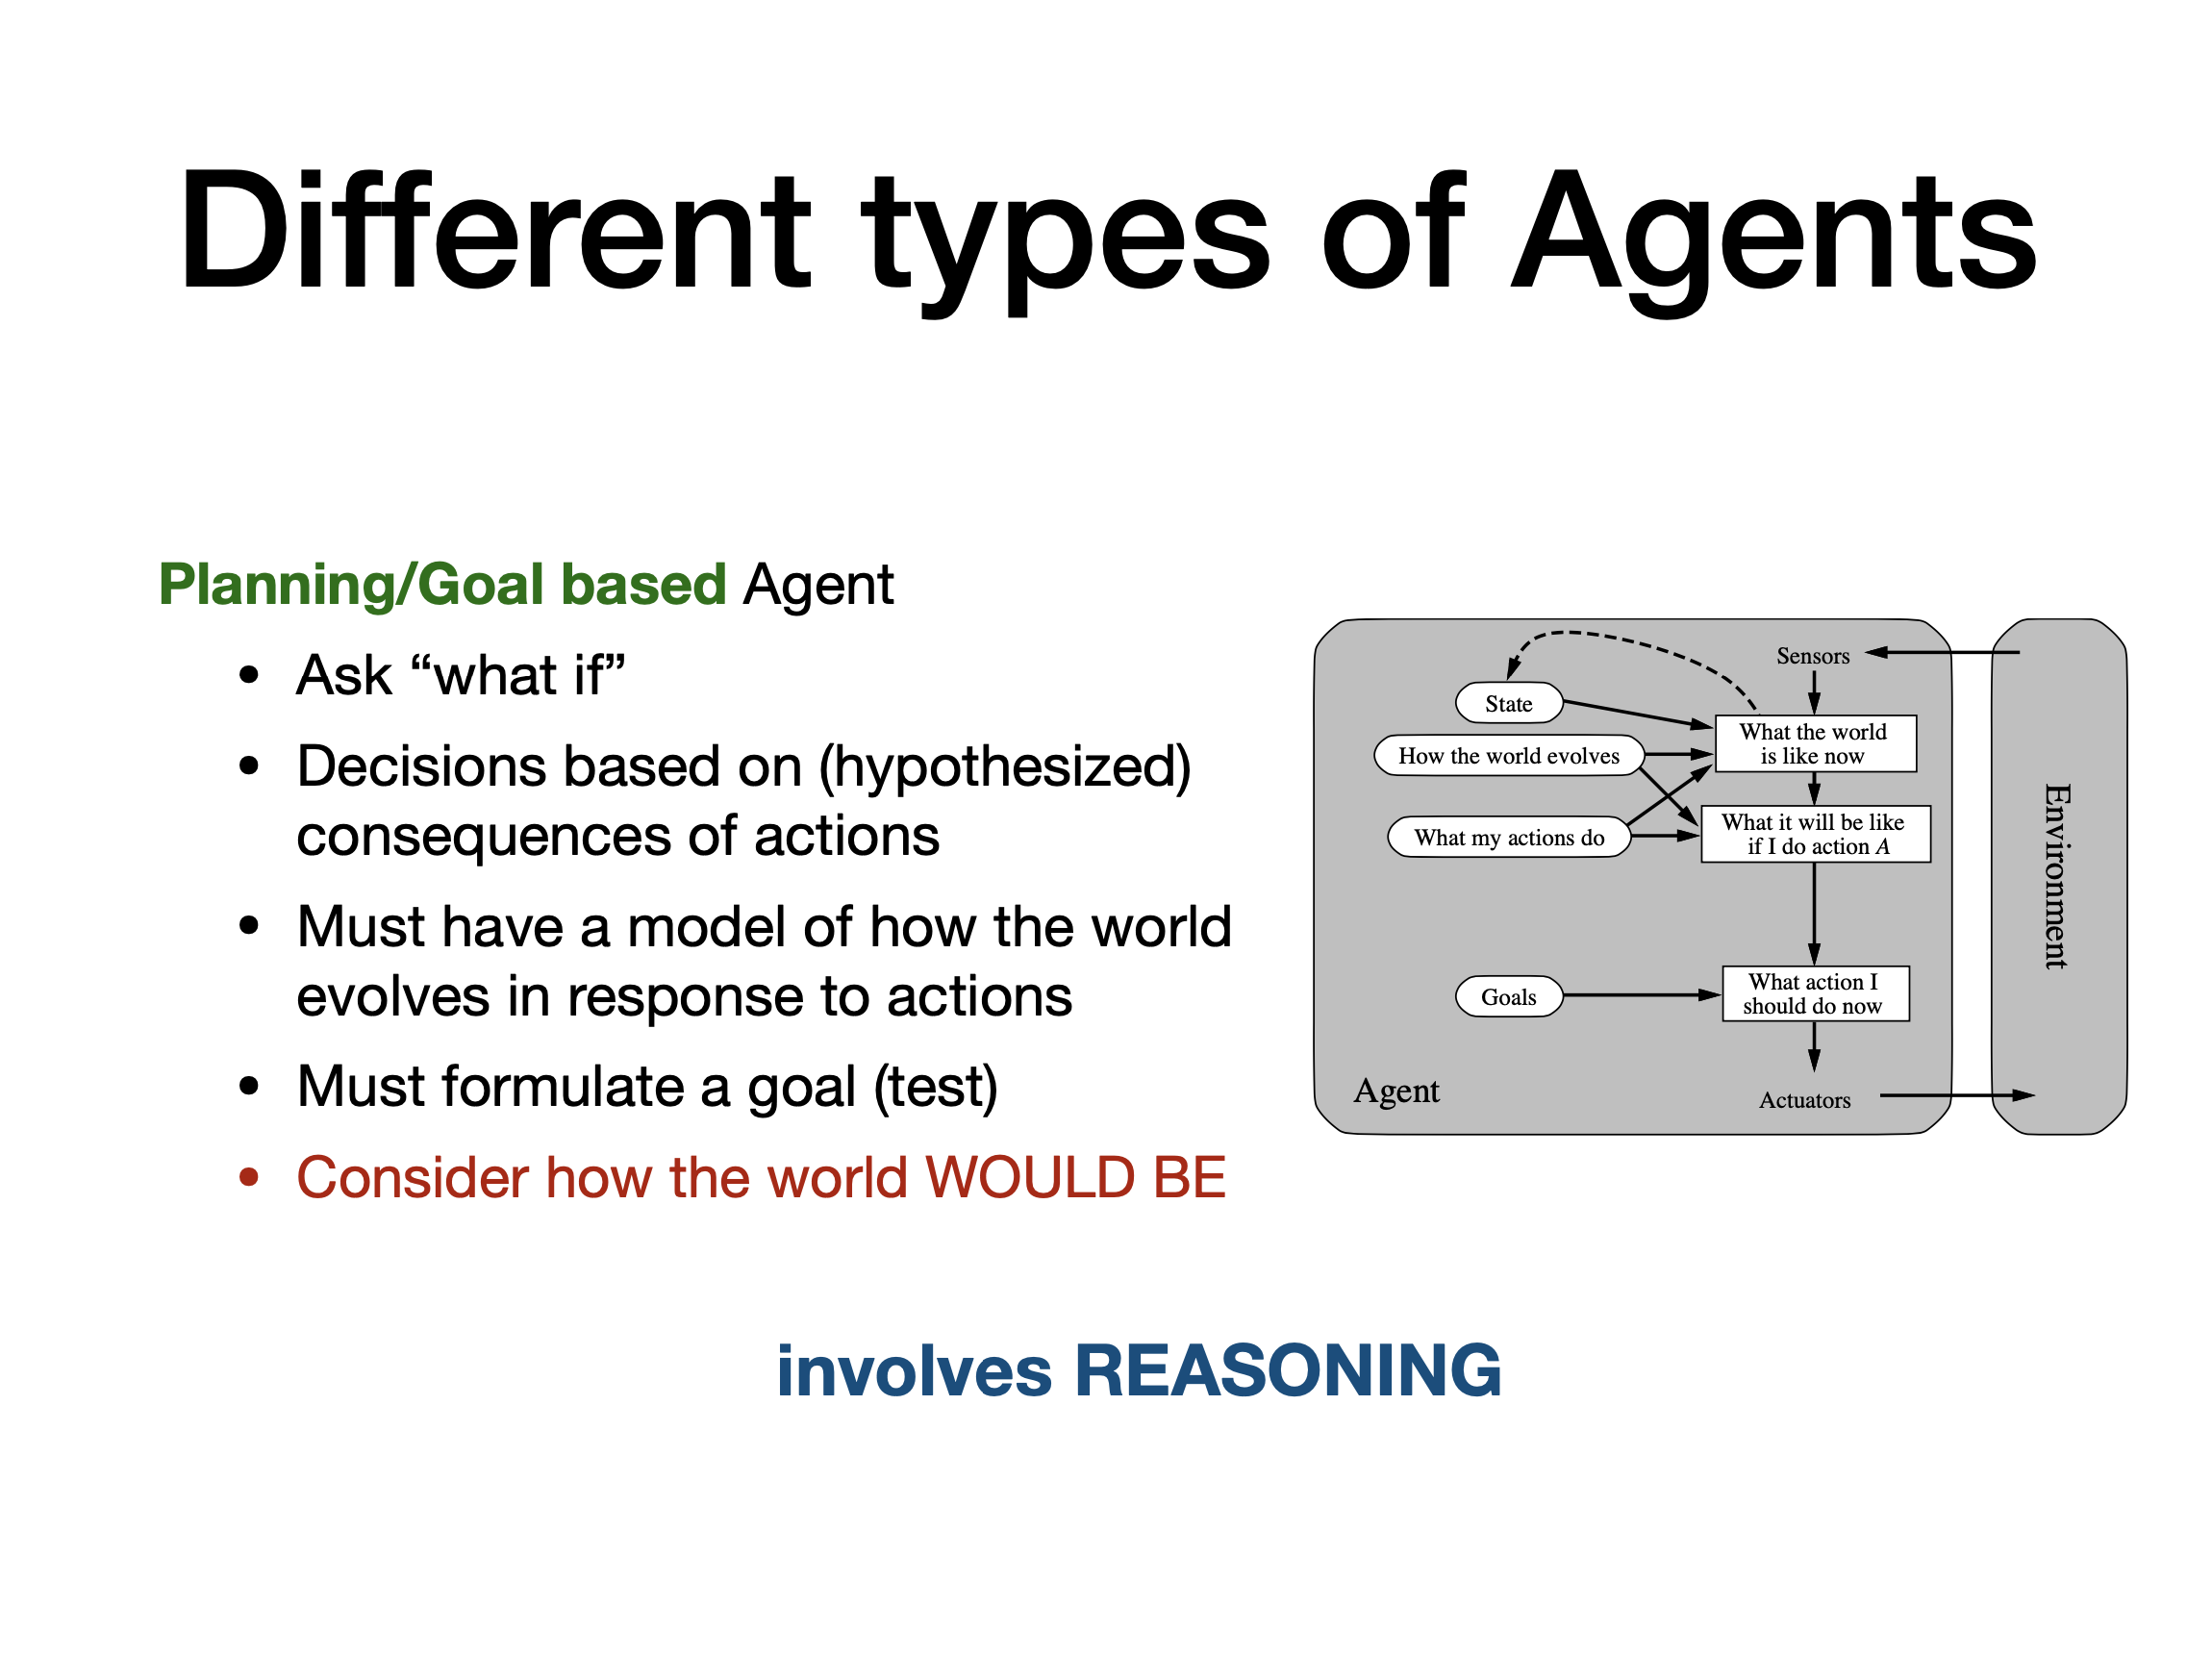 Different types of Agents
Planning/Goal based Agent
• Ask “what if”
• Decisions based on (hypothesized)
consequences of actions
• Must have a model of how the world
evolves in response to actions
• Must formulate a goal (test)
• Consider how the world WOULD BE
Sensors
State
What the world
is like now
How the world evolves
What it will be like
if I do action A
What my actions do
What action I
should do now
Goals
Agent
Actuators
Environment
involves REASONING